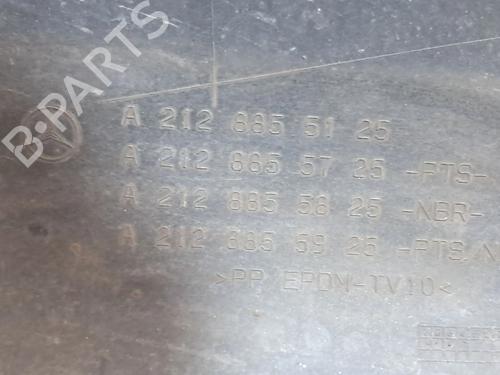 B-PARTS
A 212 885 51 25
A 212 885 57 25 -PTS-
A 212 885 58 25 -NBR-
A 212 885 59 25 -PTS/N
>PP EPDM-TV10<